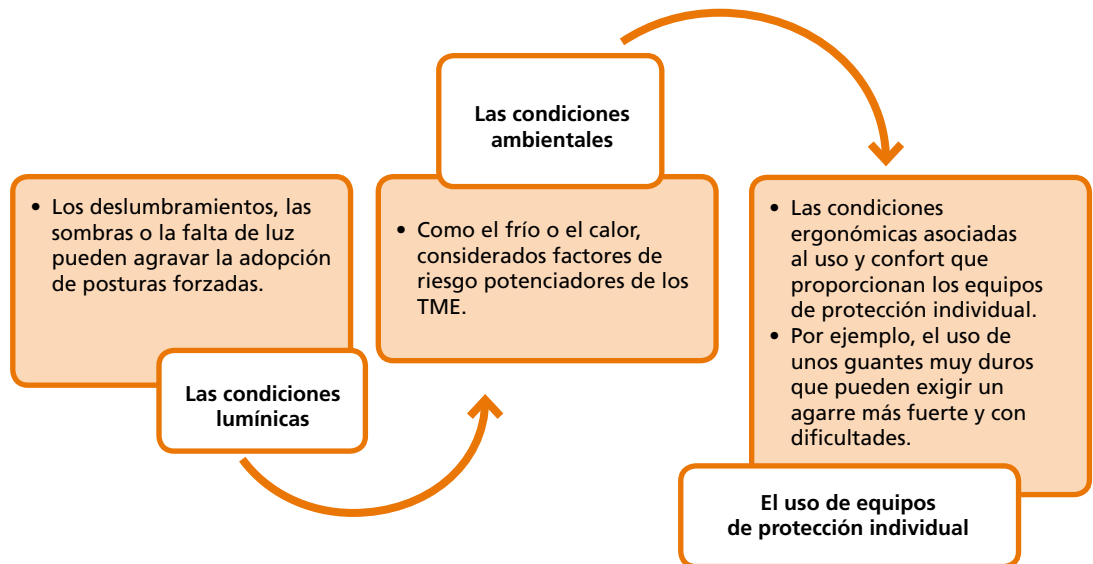 • Los deslumbramientos, las
sombras o la falta de luz
pueden agravar la adopción
de posturas forzadas.
Las condiciones
lumínicas
Las condiciones
ambientales
• Como el frío o el calor,
considerados factores de
riesgo potenciadores de los
TME.
• Las condiciones
ergonómicas asociadas
al uso y confort que
proporcionan los equipos
de protección individual.
• Por ejemplo, el uso de
unos guantes muy duros
que pueden exigir un
agarre más fuerte y con
dificultades.
El uso de equipos
de protección individual